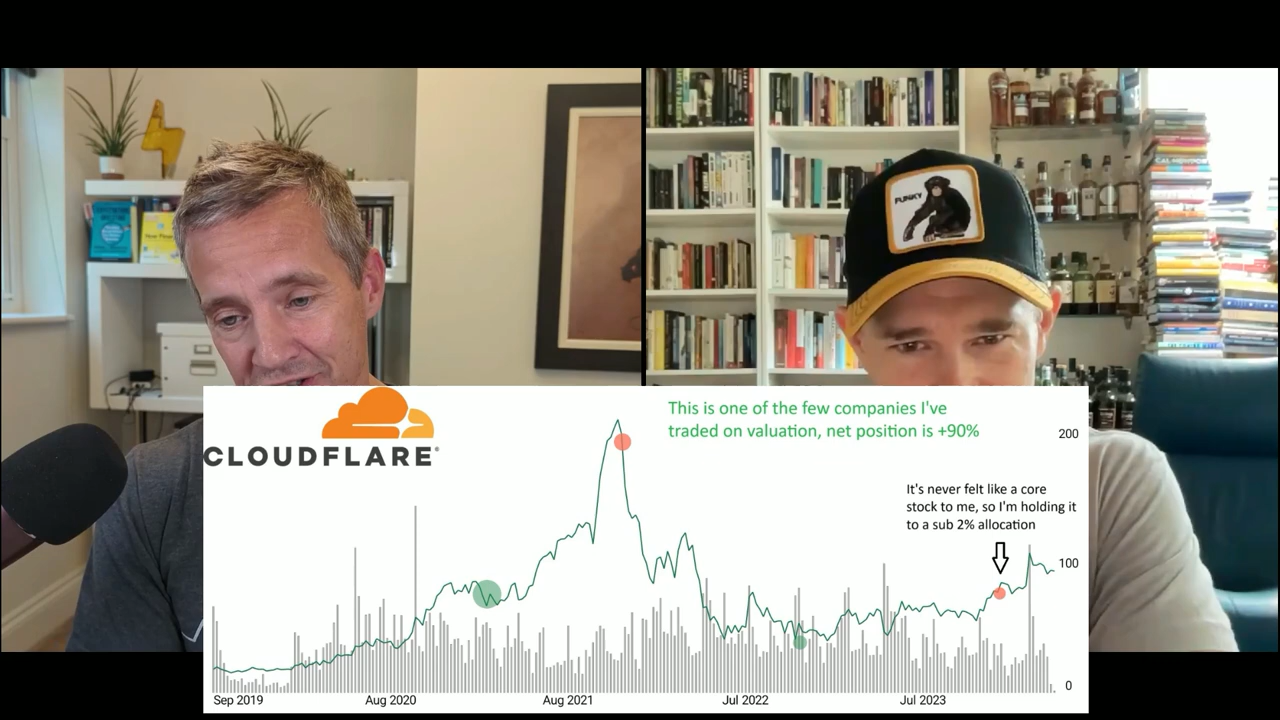 FUNKY
CLOUDFLARE
This is one of the few companies I've
traded on valuation, net position is +90%
200
It's never felt like a core
stock to me, so I'm holding it
to a sub 2% allocation
100
0
Sep 2019
Aug 2020
Aug 2021
Jul 2022
Jul 2023